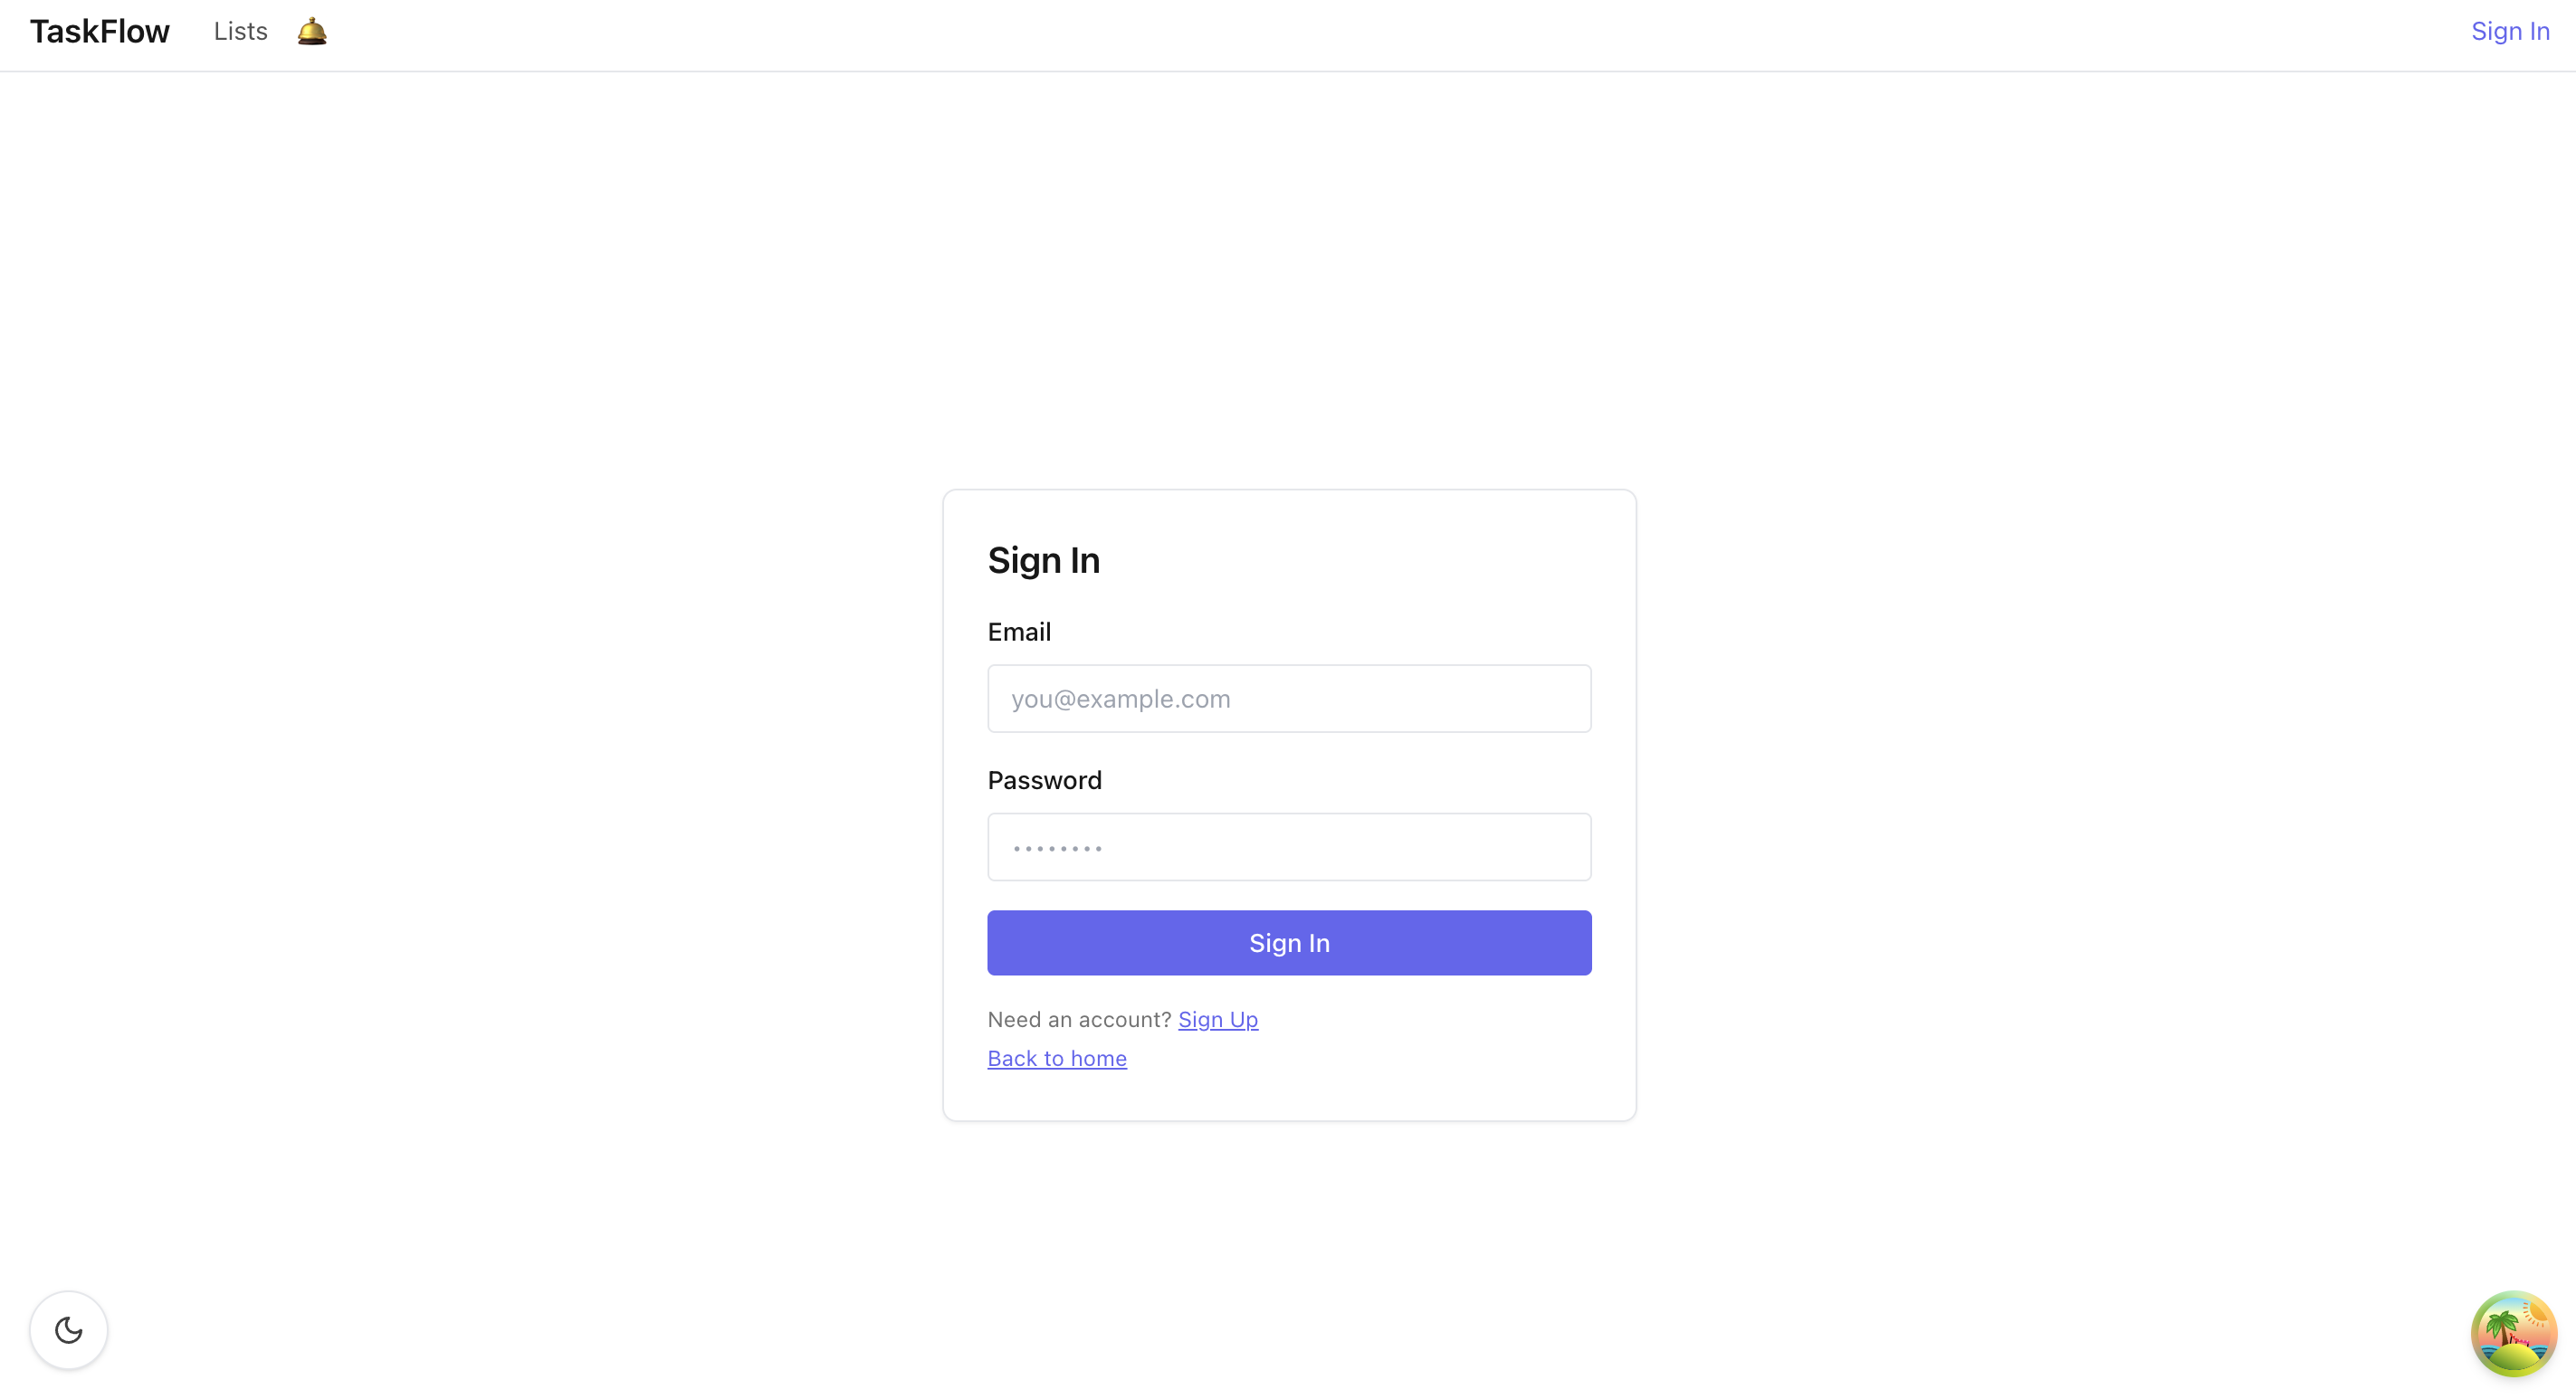 TaskFlow Lists Sign In
Sign In
Email
you@example.com
Password
••••••••
Sign In
Need an account? Sign Up
Back to home